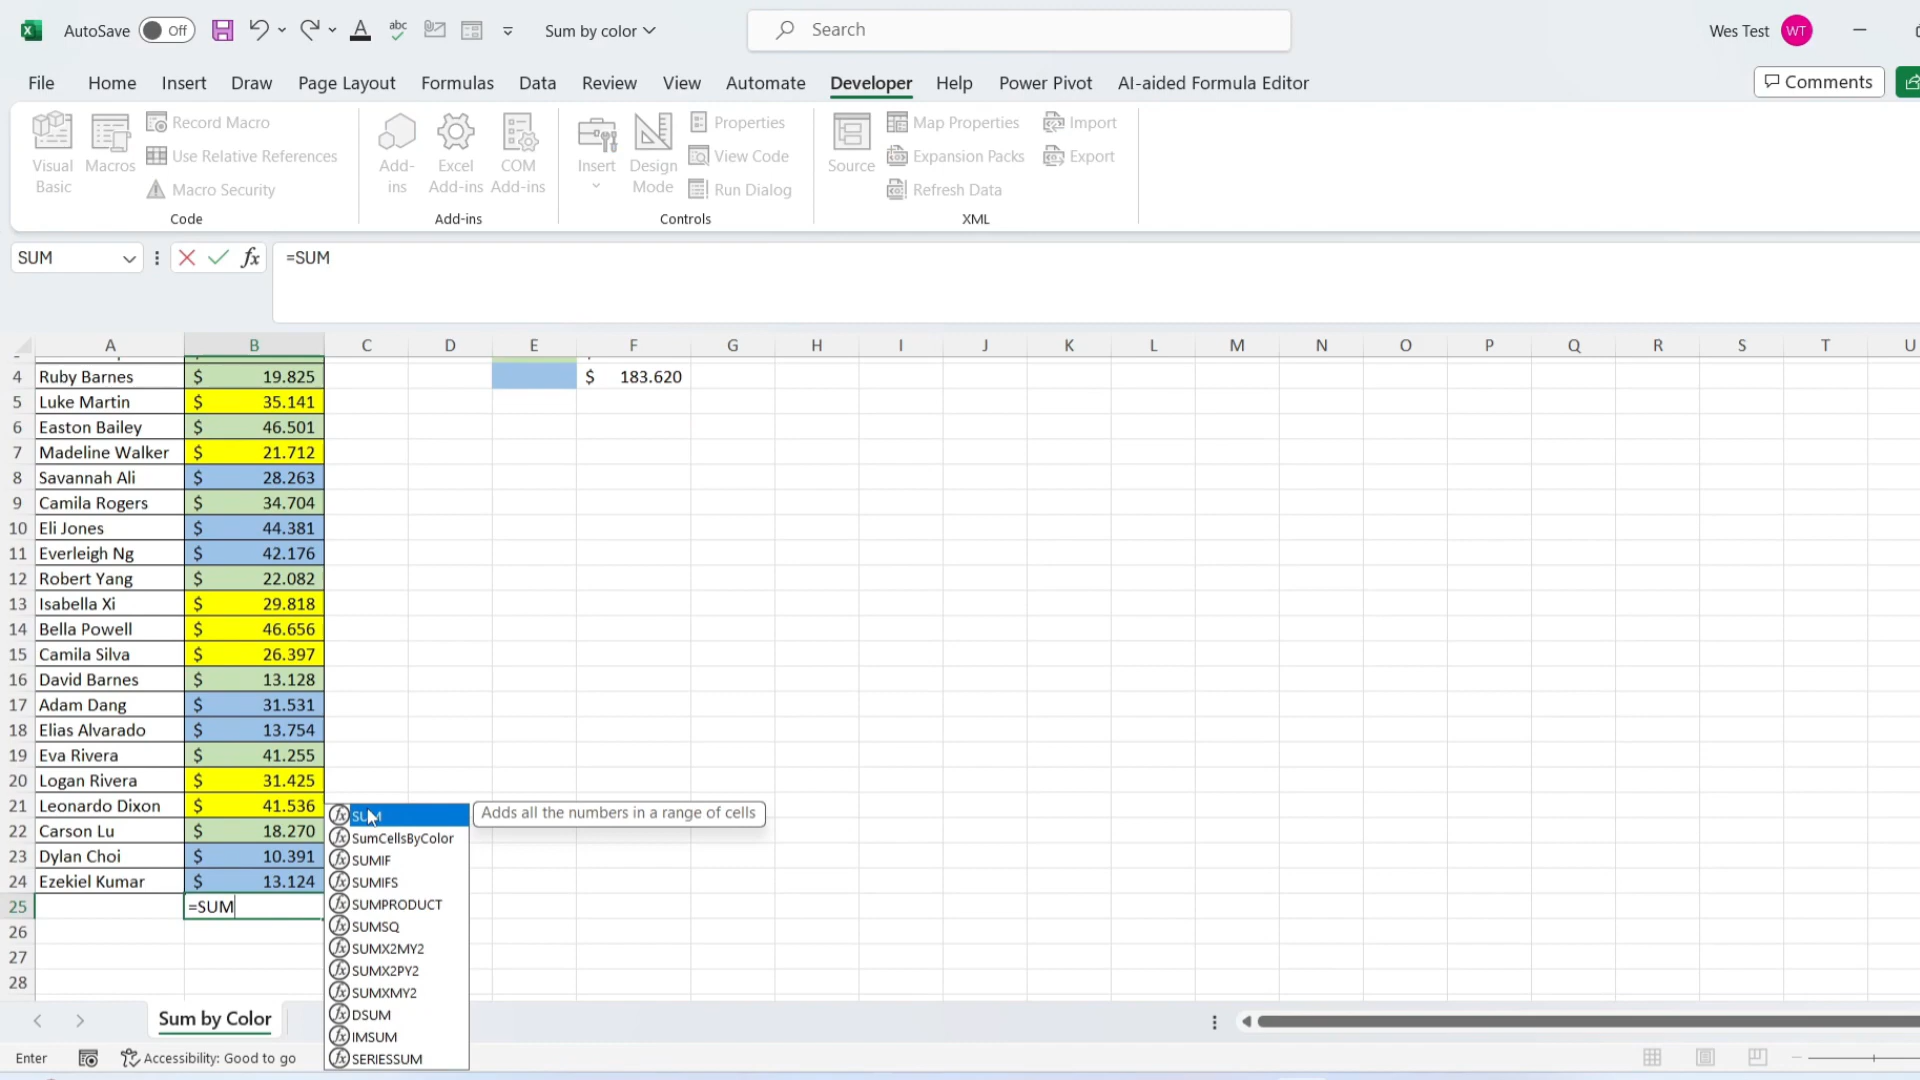 AutoSave Off Sum by color Search Wes Test WT
File Home Insert Draw Page Layout Formulas Data Review View Automate Developer Help Power Pivot AI-aided Formula Editor Comments
Visual Basic
Macros
Record Macro
Use Relative References
Macro Security
Code
Add-ins
Excel Add-ins
COM Add-ins
Add-ins
Insert
Design Mode
Properties
View Code
Run Dialog
Controls
Source
Map Properties
Expansion Packs
Refresh Data
Import
Export
XML
SUM fx =SUM
A B C D E F G H I J K L M N O P Q R S T U
4 Ruby Barnes $ 19.825 $ 183.620
5 Luke Martin $ 35.141
6 Easton Bailey $ 46.501
7 Madeline Walker $ 21.712
8 Savannah Ali $ 28.263
9 Camila Rogers $ 34.704
10 Eli Jones $ 44.381
11 Everleigh Ng $ 42.176
12 Robert Yang $ 22.082
13 Isabella Xi $ 29.818
14 Bella Powell $ 46.656
15 Camila Silva $ 26.397
16 David Barnes $ 13.128
17 Adam Dang $ 31.531
18 Elias Alvarado $ 13.754
19 Eva Rivera $ 41.255
20 Logan Rivera $ 31.425
21 Leonardo Dixon $ 41.536
22 Carson Lu $ 18.270
23 Dylan Choi $ 10.391
24 Ezekiel Kumar $ 13.124
25 =SUM
26
27
28
SUM Adds all the numbers in a range of cells
SumCellsByColor
SUMIF
SUMIFS
SUMPRODUCT
SUMSQ
SUMX2MY2
SUMX2PY2
SUMXMY2
DSUM
IMSUM
SERIESSUM
Sum by Color
Enter Accessibility: Good to go